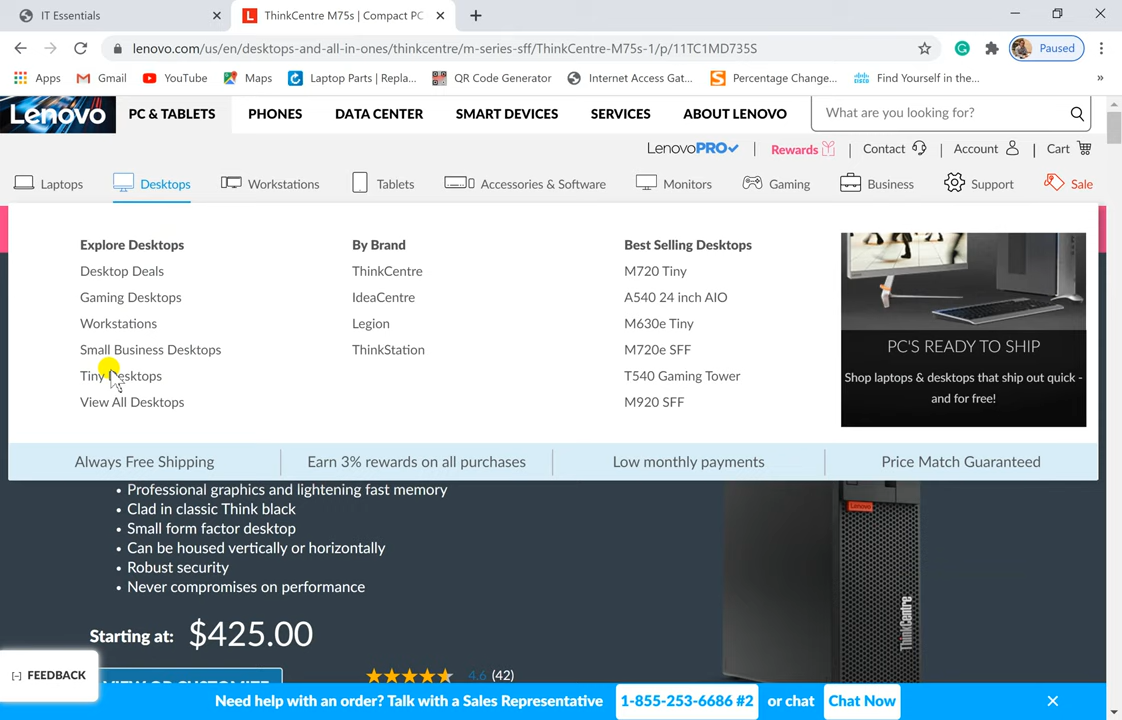 IT Essentials
ThinkCentre M75s | Compact PC
lenovo.com/us/en/desktops-and-all-in-ones/thinkcentre/m-series-sff/ThinkCentre-M75s-1/p/11TC1MD735S
Paused
Apps Gmail YouTube Maps Laptop Parts | Repla... QR Code Generator Internet Access Gat... Percentage Change... Find Yourself in the... »
Lenovo PC & TABLETS PHONES DATA CENTER SMART DEVICES SERVICES ABOUT LENOVO What are you looking for?
LenovoPRO | Rewards | Contact | Account | Cart
Laptops Desktops Workstations Tablets Accessories & Software Monitors Gaming Business Support Sale
Explore Desktops
Desktop Deals
Gaming Desktops
Workstations
Small Business Desktops
Tiny Desktops
View All Desktops
By Brand
ThinkCentre
IdeaCentre
Legion
ThinkStation
Best Selling Desktops
M720 Tiny
A540 24 inch AIO
M630e Tiny
M720e SFF
T540 Gaming Tower
M920 SFF
PC'S READY TO SHIP
Shop laptops & desktops that ship out quick -
and for free!
Always Free Shipping | Earn 3% rewards on all purchases | Low monthly payments | Price Match Guaranteed
• Professional graphics and lightening fast memory
• Clad in classic Think black
• Small form factor desktop
• Can be housed vertically or horizontally
• Robust security
• Never compromises on performance
Lenovo
ThinkCentre
Starting at: $425.00
[-] FEEDBACK
VIEW OR CUSTOMIZE
4.6 (42)
Need help with an order? Talk with a Sales Representative 1-855-253-6686 #2 or chat Chat Now